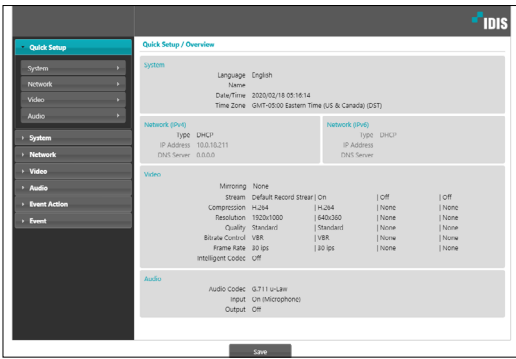 IDIS
Quick Setup
System
Network
Video
Audio
System
Network
Video
Audio
Event Action
Event
Quick Setup / Overview
System
Language English
Name
Date/Time 2020/02/18 05:16:14
Time Zone GMT-05:00 Eastern Time (US & Canada) (DST)
Network (IPv4)
Type DHCP
IP Address 10.0.16.211
DNS Server 0.0.0.0
Network (IPv6)
Type DHCP
IP Address
DNS Server
Video
Mirroring None
Stream Default Record Strear | On | Off | Off
Compression H.264 | H.264 | None | None
Resolution 1920x1080 | 640x360 | None | None
Quality Standard | Standard | None | None
Bitrate Control VBR | VBR | None | None
Frame Rate 30 ips | 30 ips | None | None
Intelligent Codec Off
Audio
Audio Codec G.711 u-Law
Input On (Microphone)
Output Off
Save